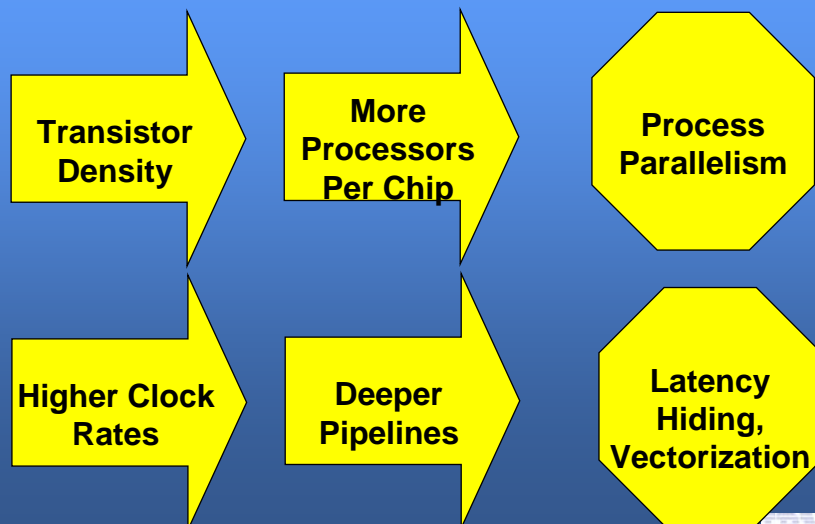 Transistor
Density
More
Processors
Per Chip
Process
Parallelism
Higher Clock
Rates
Deeper
Pipelines
Latency
Hiding,
Vectorization